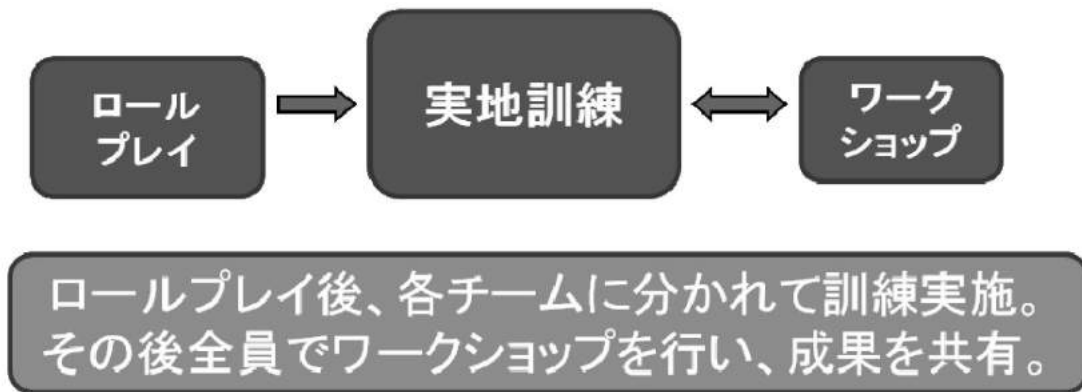 ロール
プレイ
実地訓練
ワーク
ショップ
ロールプレイ後、各チームに分かれて訓練実施。
その後全員でワークショップを行い、成果を共有。